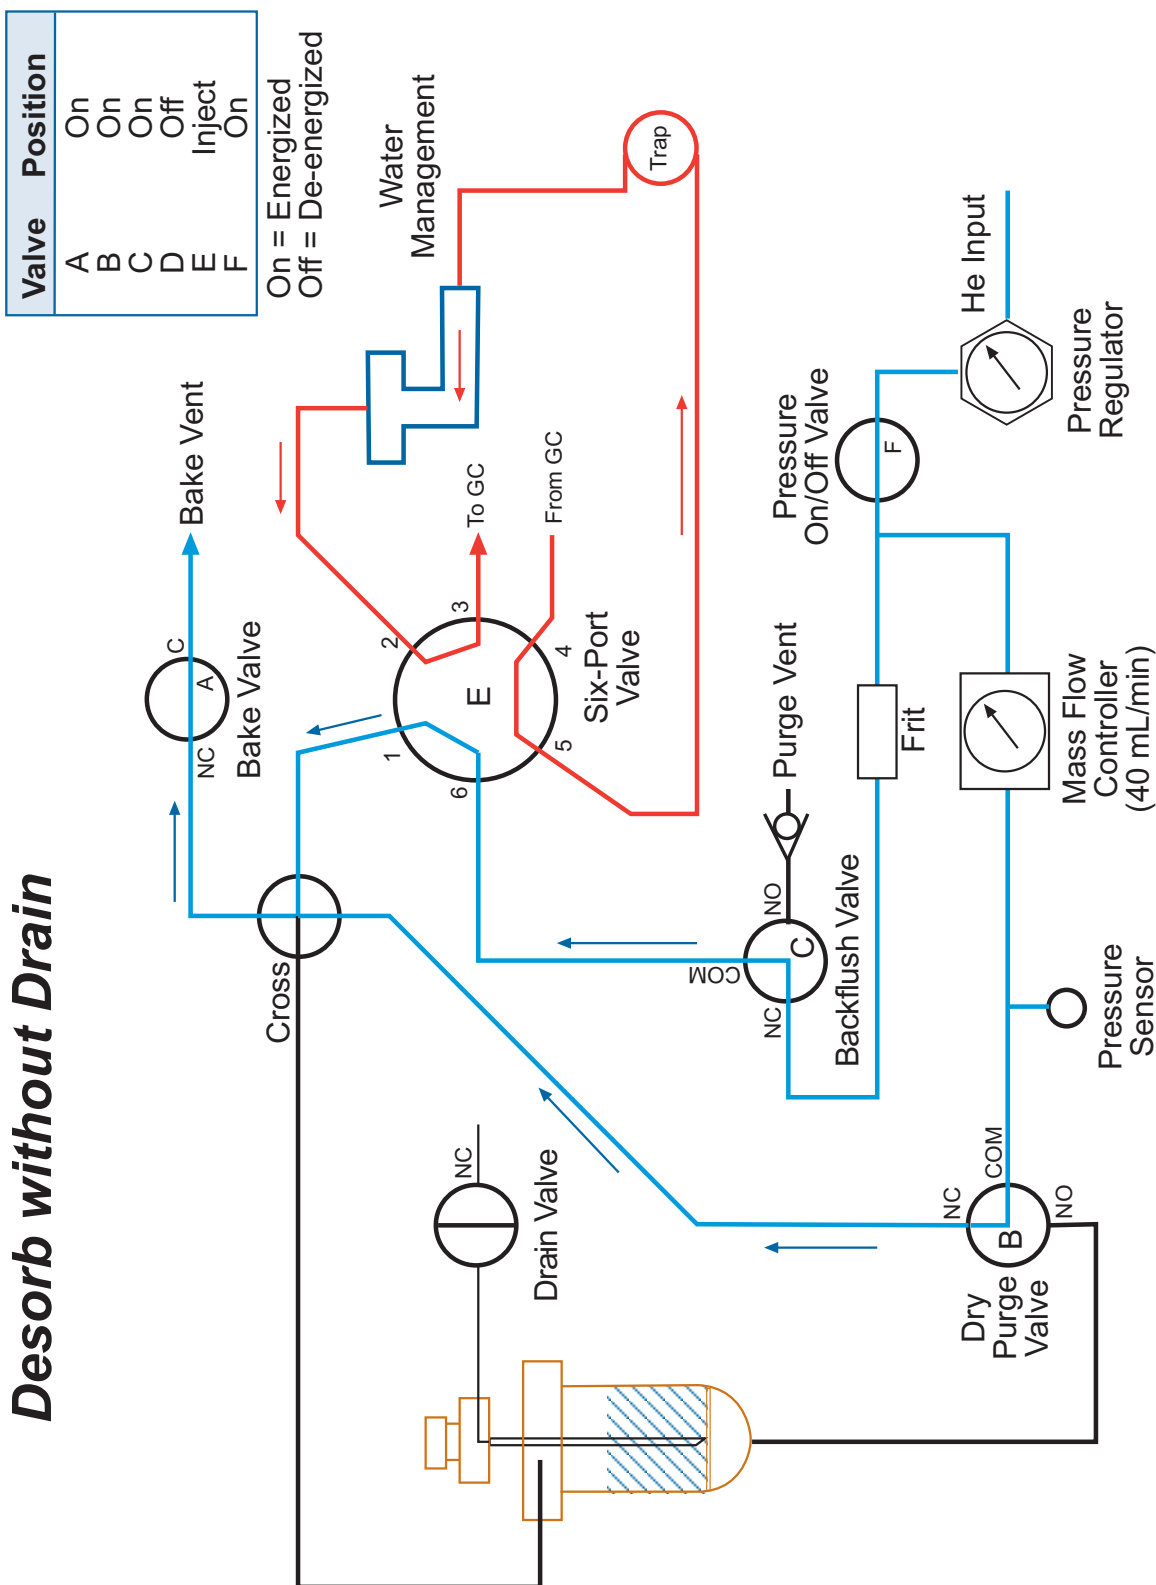 Desorb without Drain
Valve Position
A On
B On
C On
D Off
E Inject
F On
On = Energized
Off = De-energized
Bake Vent
C
A
NC
Bake Valve
Cross
Water
Management
Trap
To GC
From GC
1
2
3
4
5
6
E
Six-Port
Valve
NC
Drain Valve
Purge Vent
NO
C
COM
NC
Backflush Valve
Pressure
On/Off Valve
F
He Input
Pressure
Regulator
Frit
Mass Flow
Controller
(40 mL/min)
Pressure
Sensor
COM
NC
NO
B
Dry
Purge
Valve